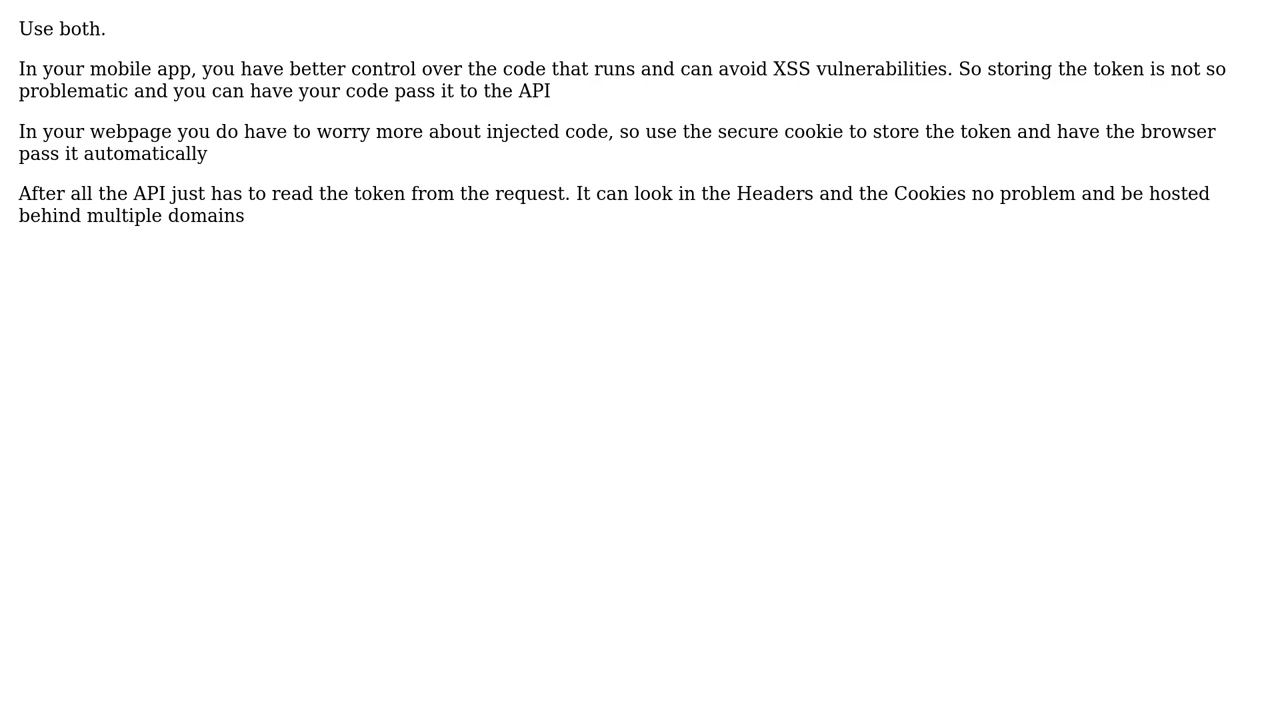 Use both.
In your mobile app, you have better control over the code that runs and can avoid XSS vulnerabilities. So storing the token is not so
problematic and you can have your code pass it to the API
In your webpage you do have to worry more about injected code, so use the secure cookie to store the token and have the browser
pass it automatically
After all the API just has to read the token from the request. It can look in the Headers and the Cookies no problem and be hosted
behind multiple domains